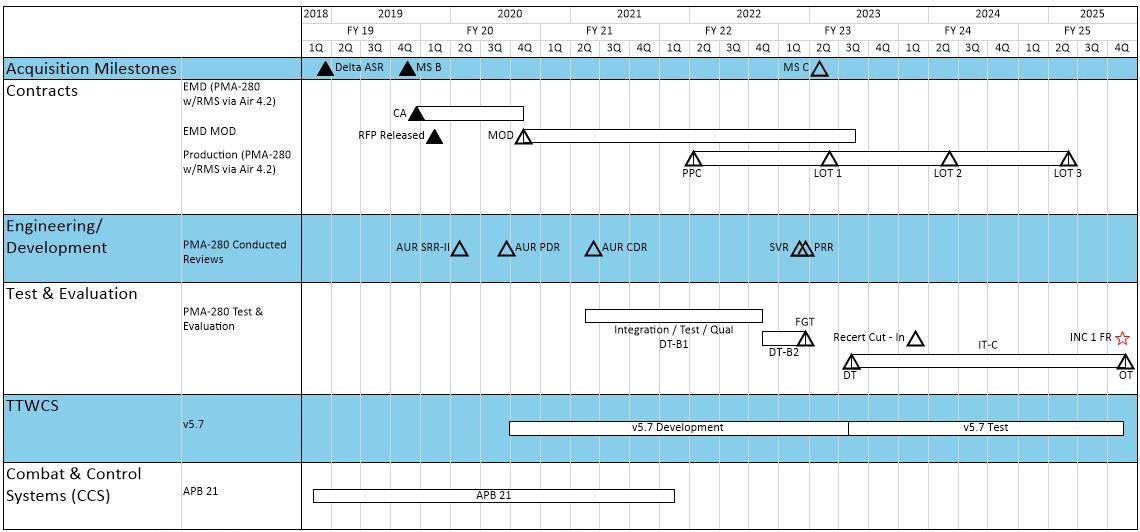 2018 2019 2020 2021 2022 2023 2024 2025
FY 19 FY 20 FY 21 FY 22 FY 23 FY 24 FY 25
1Q 2Q 3Q 4Q 1Q 2Q 3Q 4Q 1Q 2Q 3Q 4Q 1Q 2Q 3Q 4Q 1Q 2Q 3Q 4Q 1Q 2Q 3Q 4Q 1Q 2Q 3Q 4Q
Acquisition Milestones
Delta ASR MS B MS C
Contracts
EMD (PMA-280
w/RMS via Air 4.2)
CA
EMD MOD
RFP Released MOD
Production (PMA-280
w/RMS via Air 4.2)
PPC LOT 1 LOT 2 LOT 3
Engineering/
Development
PMA-280 Conducted
Reviews
AUR SRR-II AUR PDR AUR CDR SVR PRR
Test & Evaluation
PMA-280 Test &
Evaluation
Integration / Test / Qual
DT-B1
FGT
DT-B2
Recert Cut - In
INC 1 FR
IT-C
DT OT
TTWCS
v5.7
v5.7 Development v5.7 Test
Combat & Control
Systems (CCS)
APB 21
APB 21